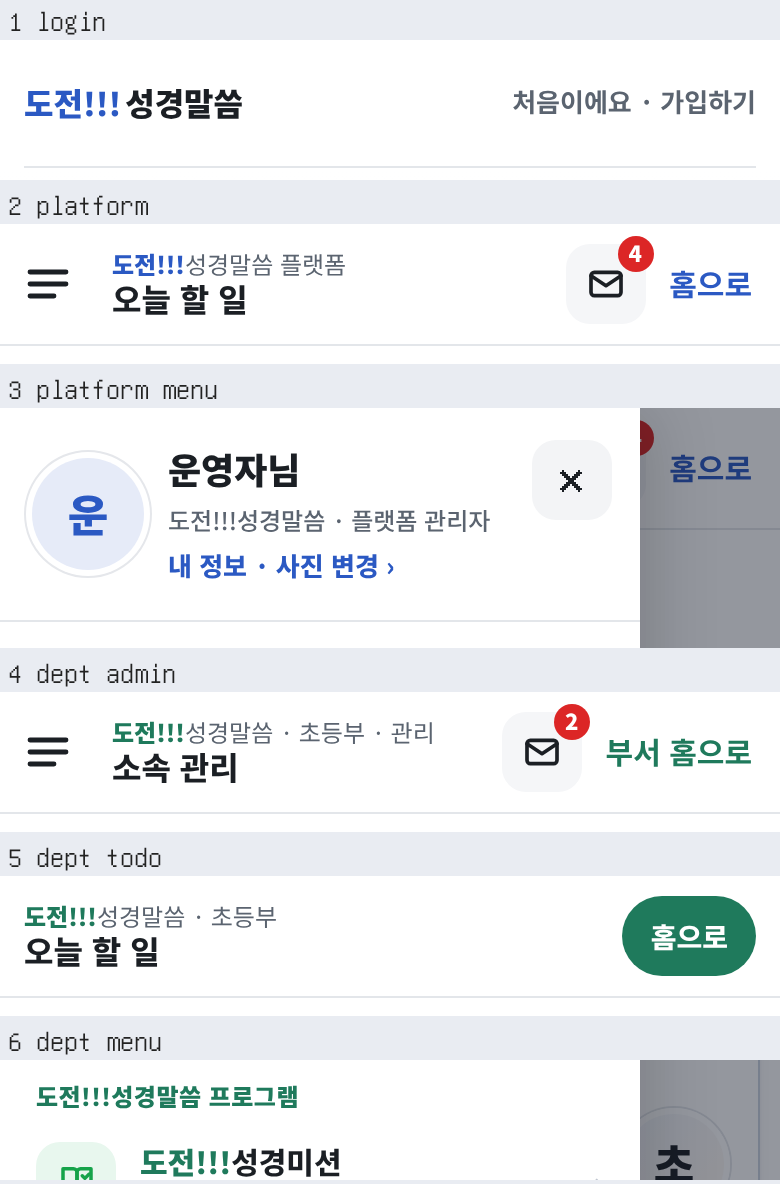 1 login
도전!!! 성경말씀
처음이에요 · 가입하기
2 platform
도전!!!성경말씀 플랫폼
오늘 할 일
4
홈으로
3 platform menu
운
운영자님
도전!!!성경말씀 · 플랫폼 관리자
내 정보 · 사진 변경 ›
홈으로
4 dept admin
도전!!!성경말씀 · 초등부 · 관리
소속 관리
2
부서 홈으로
5 dept todo
도전!!!성경말씀 · 초등부
오늘 할 일
홈으로
6 dept menu
도전!!!성경말씀 프로그램
도전!!!성경미션
초